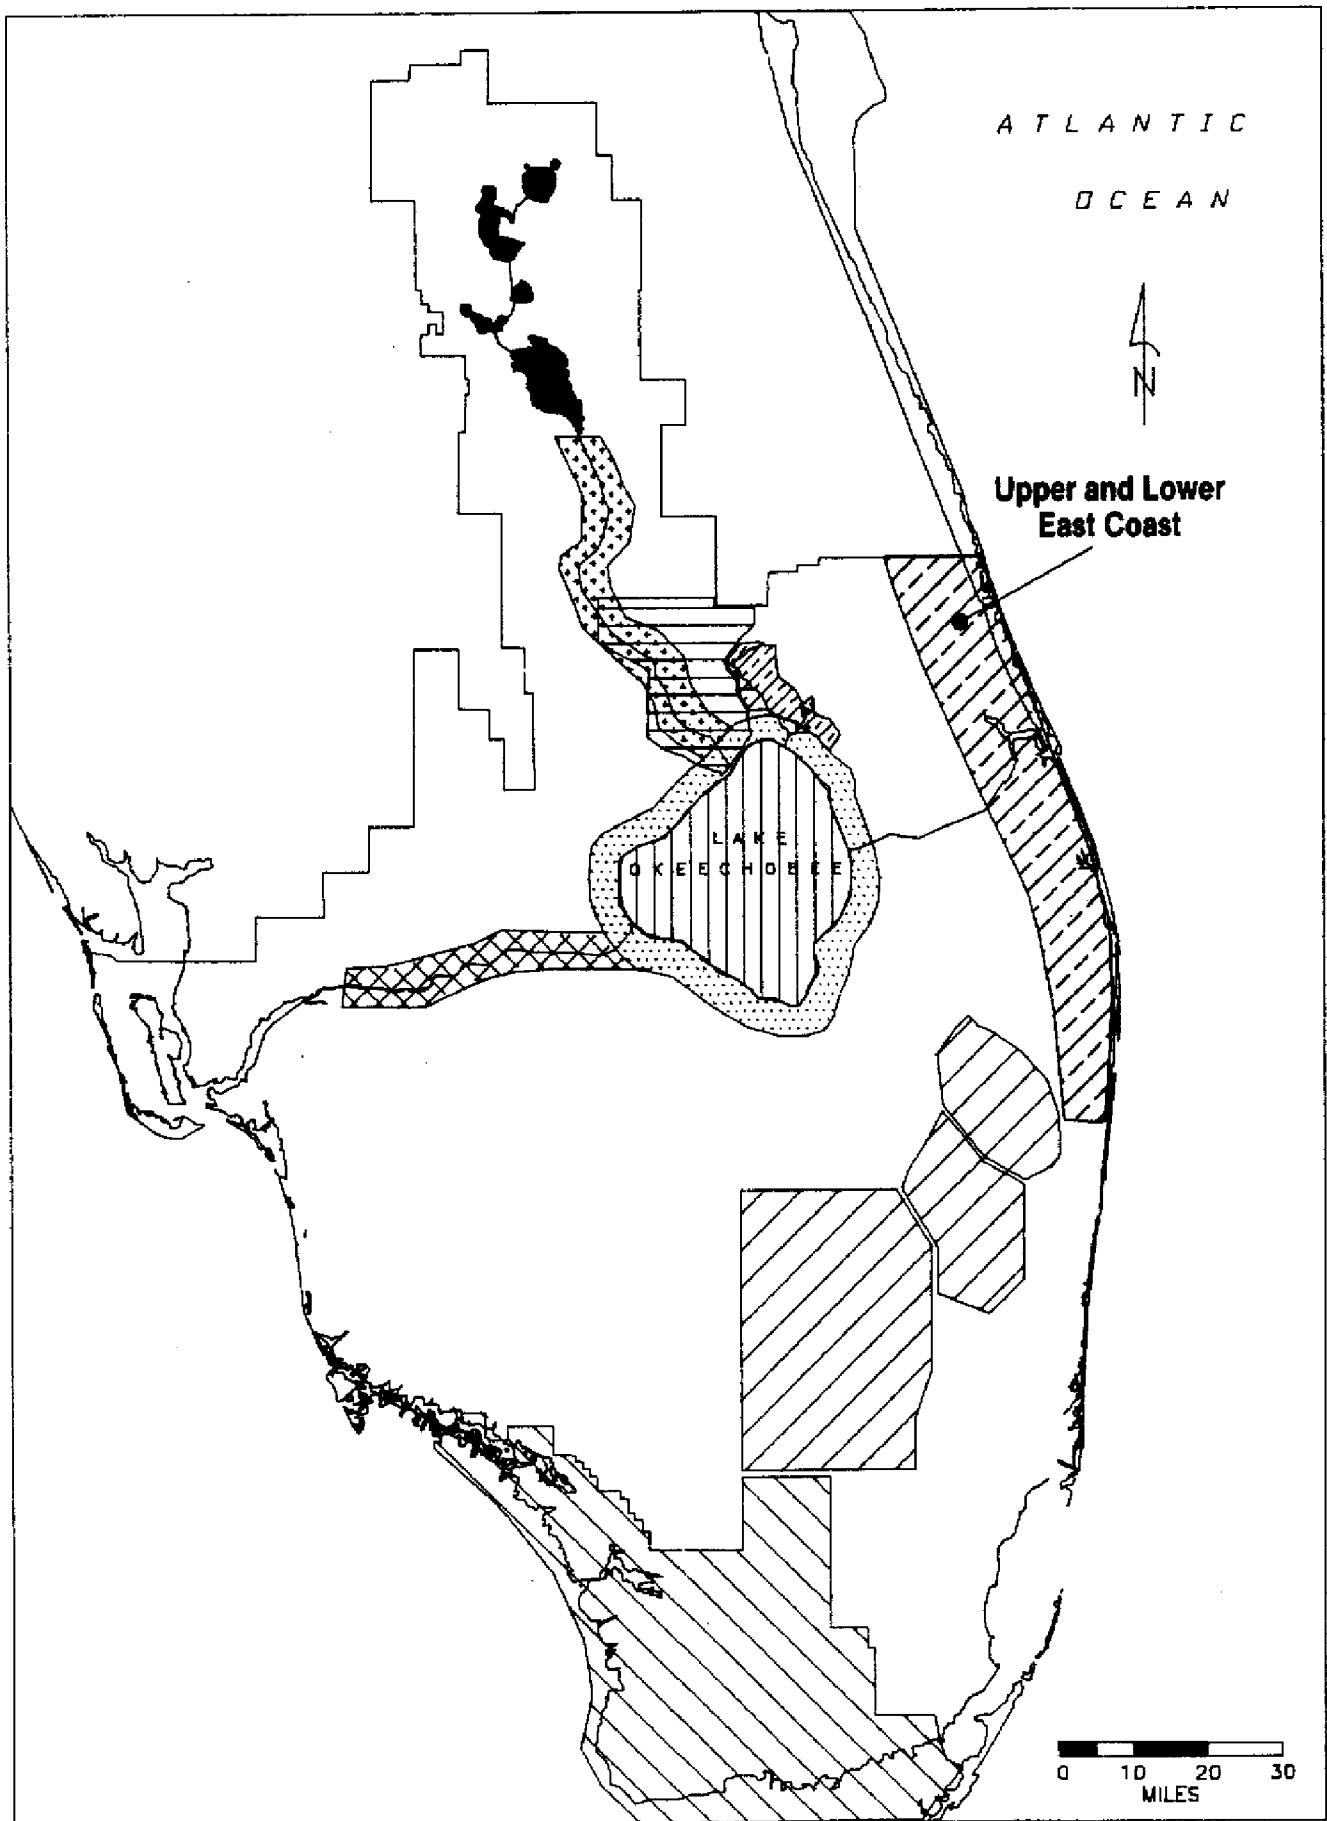 ATLANTIC
OCEAN
N
Upper and Lower
East Coast
LAKE
OKEECHOBEE
0 10 20 30
MILES